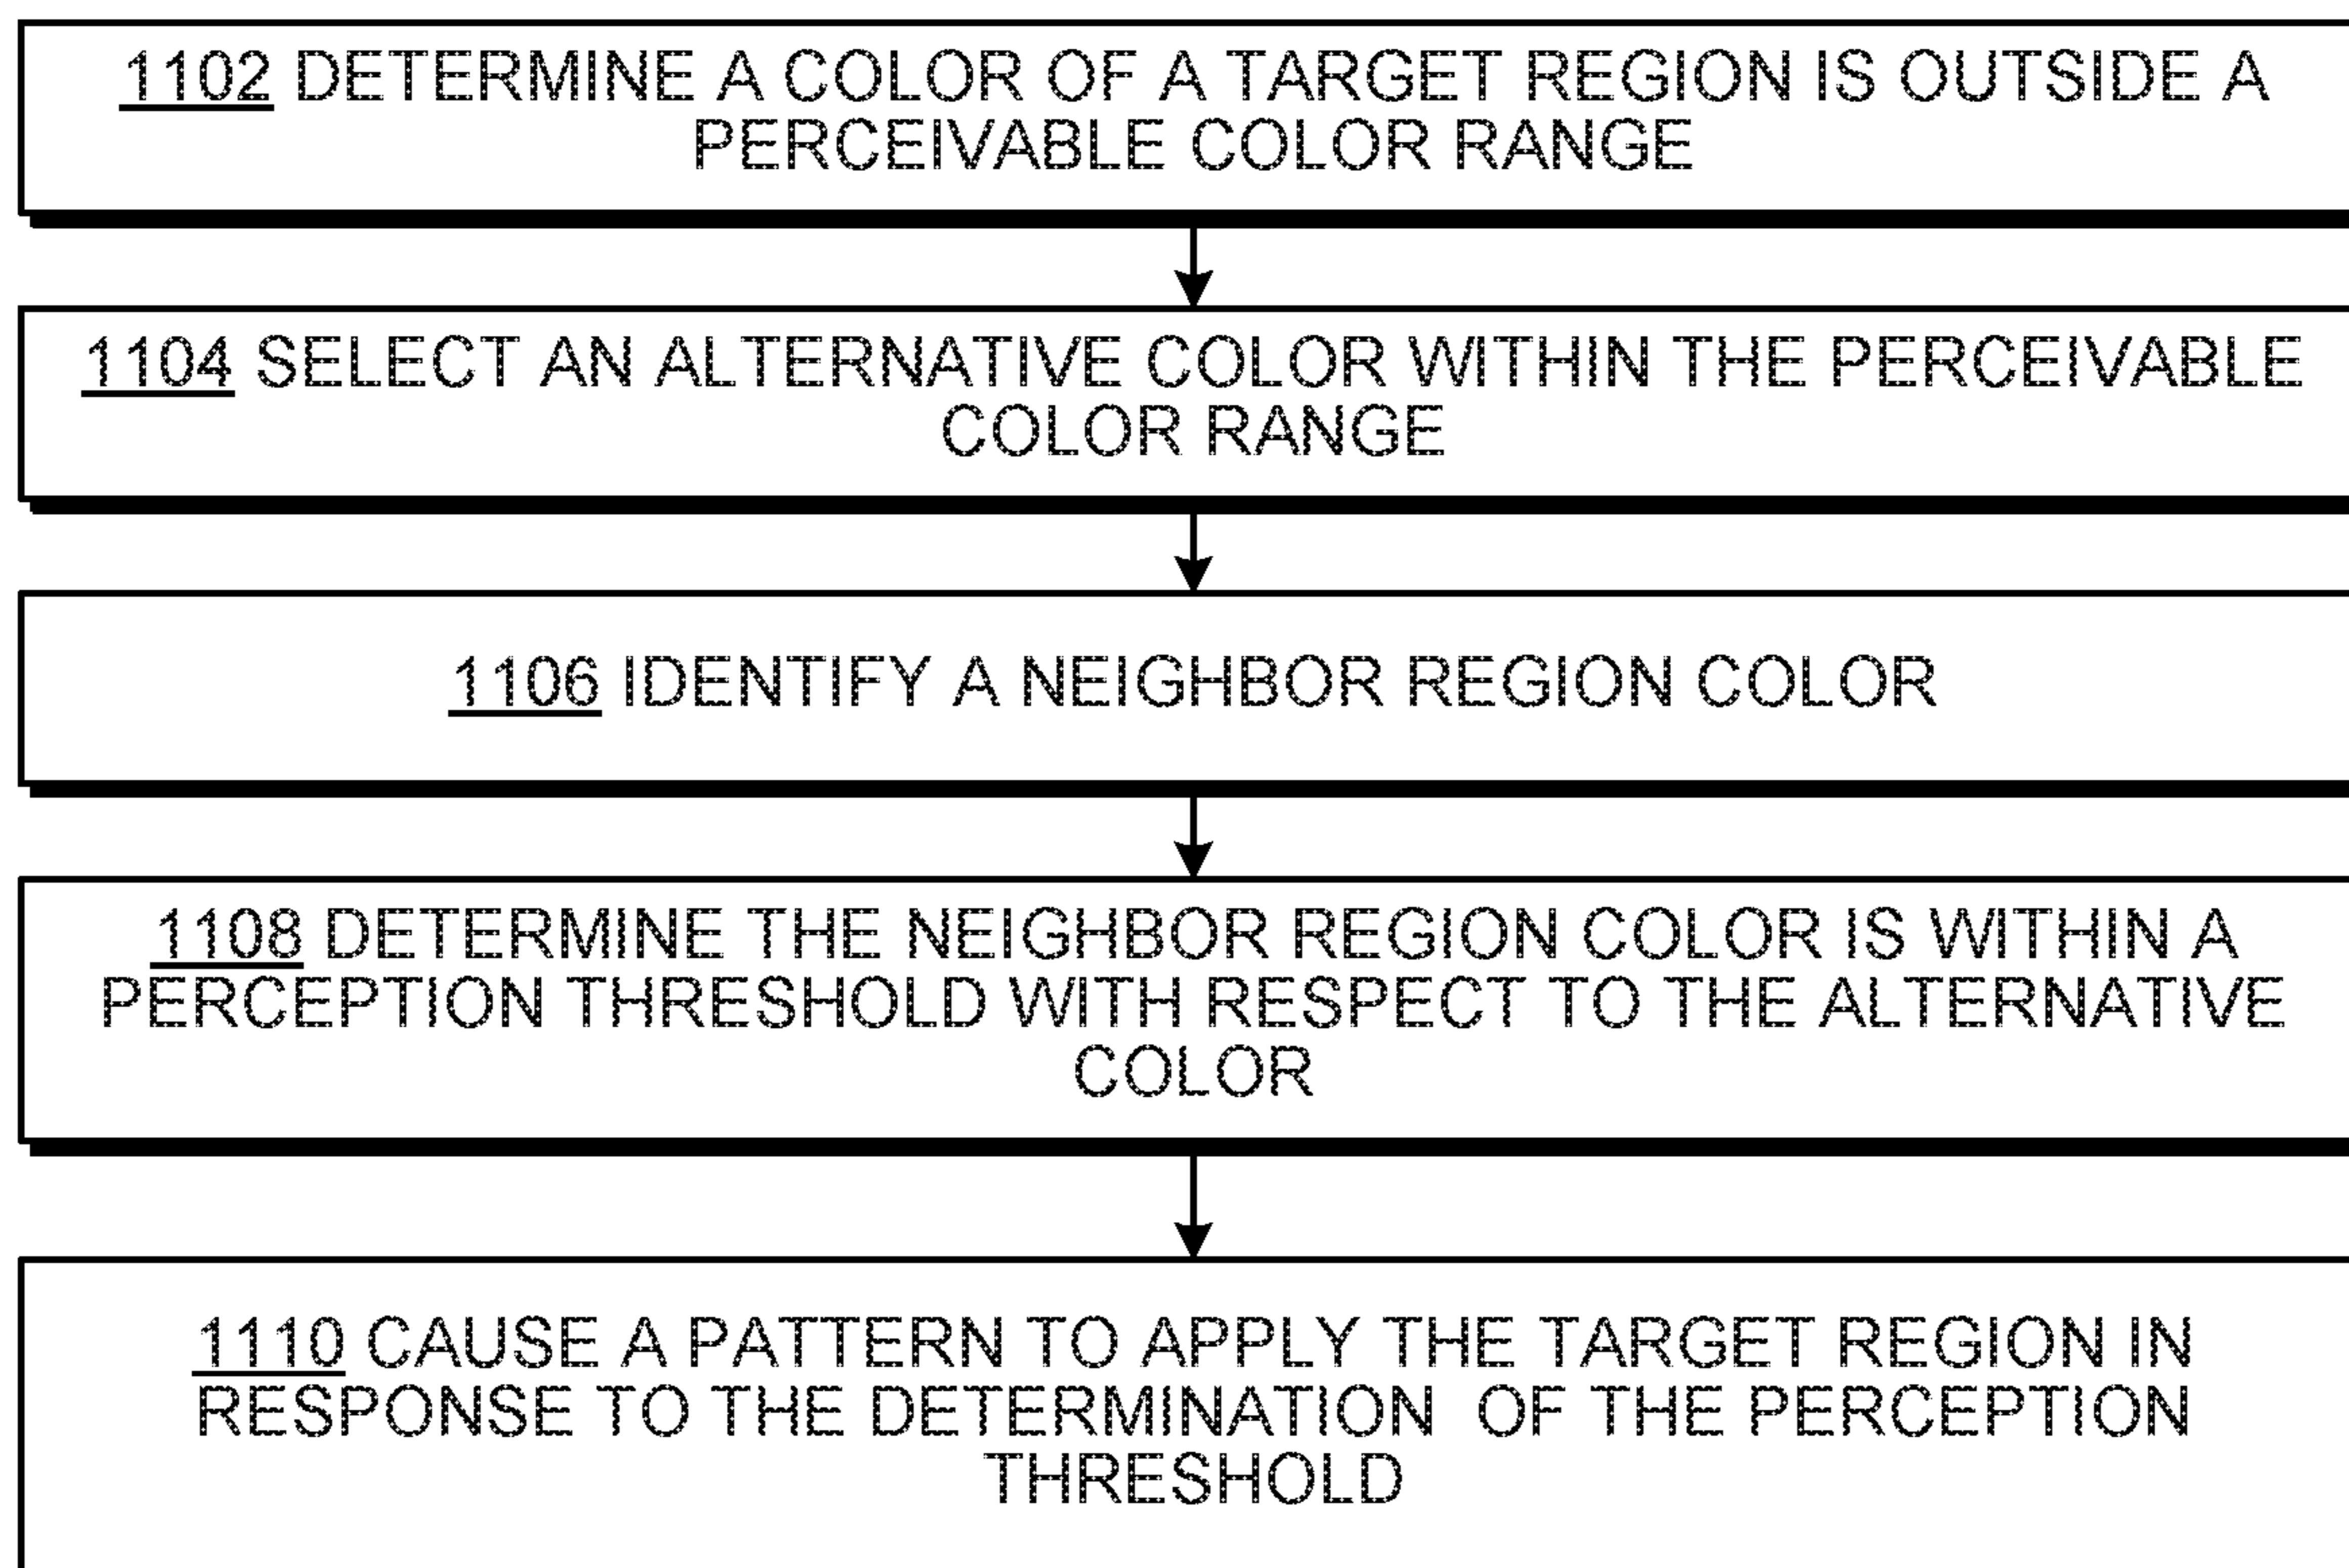 1102 DETERMINE A COLOR OF A TARGET REGION IS OUTSIDE A
PERCEIVABLE COLOR RANGE
1104 SELECT AN ALTERNATIVE COLOR WITHIN THE PERCEIVABLE
COLOR RANGE
1106 IDENTIFY A NEIGHBOR REGION COLOR
1108 DETERMINE THE NEIGHBOR REGION COLOR IS WITHIN A
PERCEPTION THRESHOLD WITH RESPECT TO THE ALTERNATIVE
COLOR
1110 CAUSE A PATTERN TO APPLY THE TARGET REGION IN
RESPONSE TO THE DETERMINATION OF THE PERCEPTION
THRESHOLD